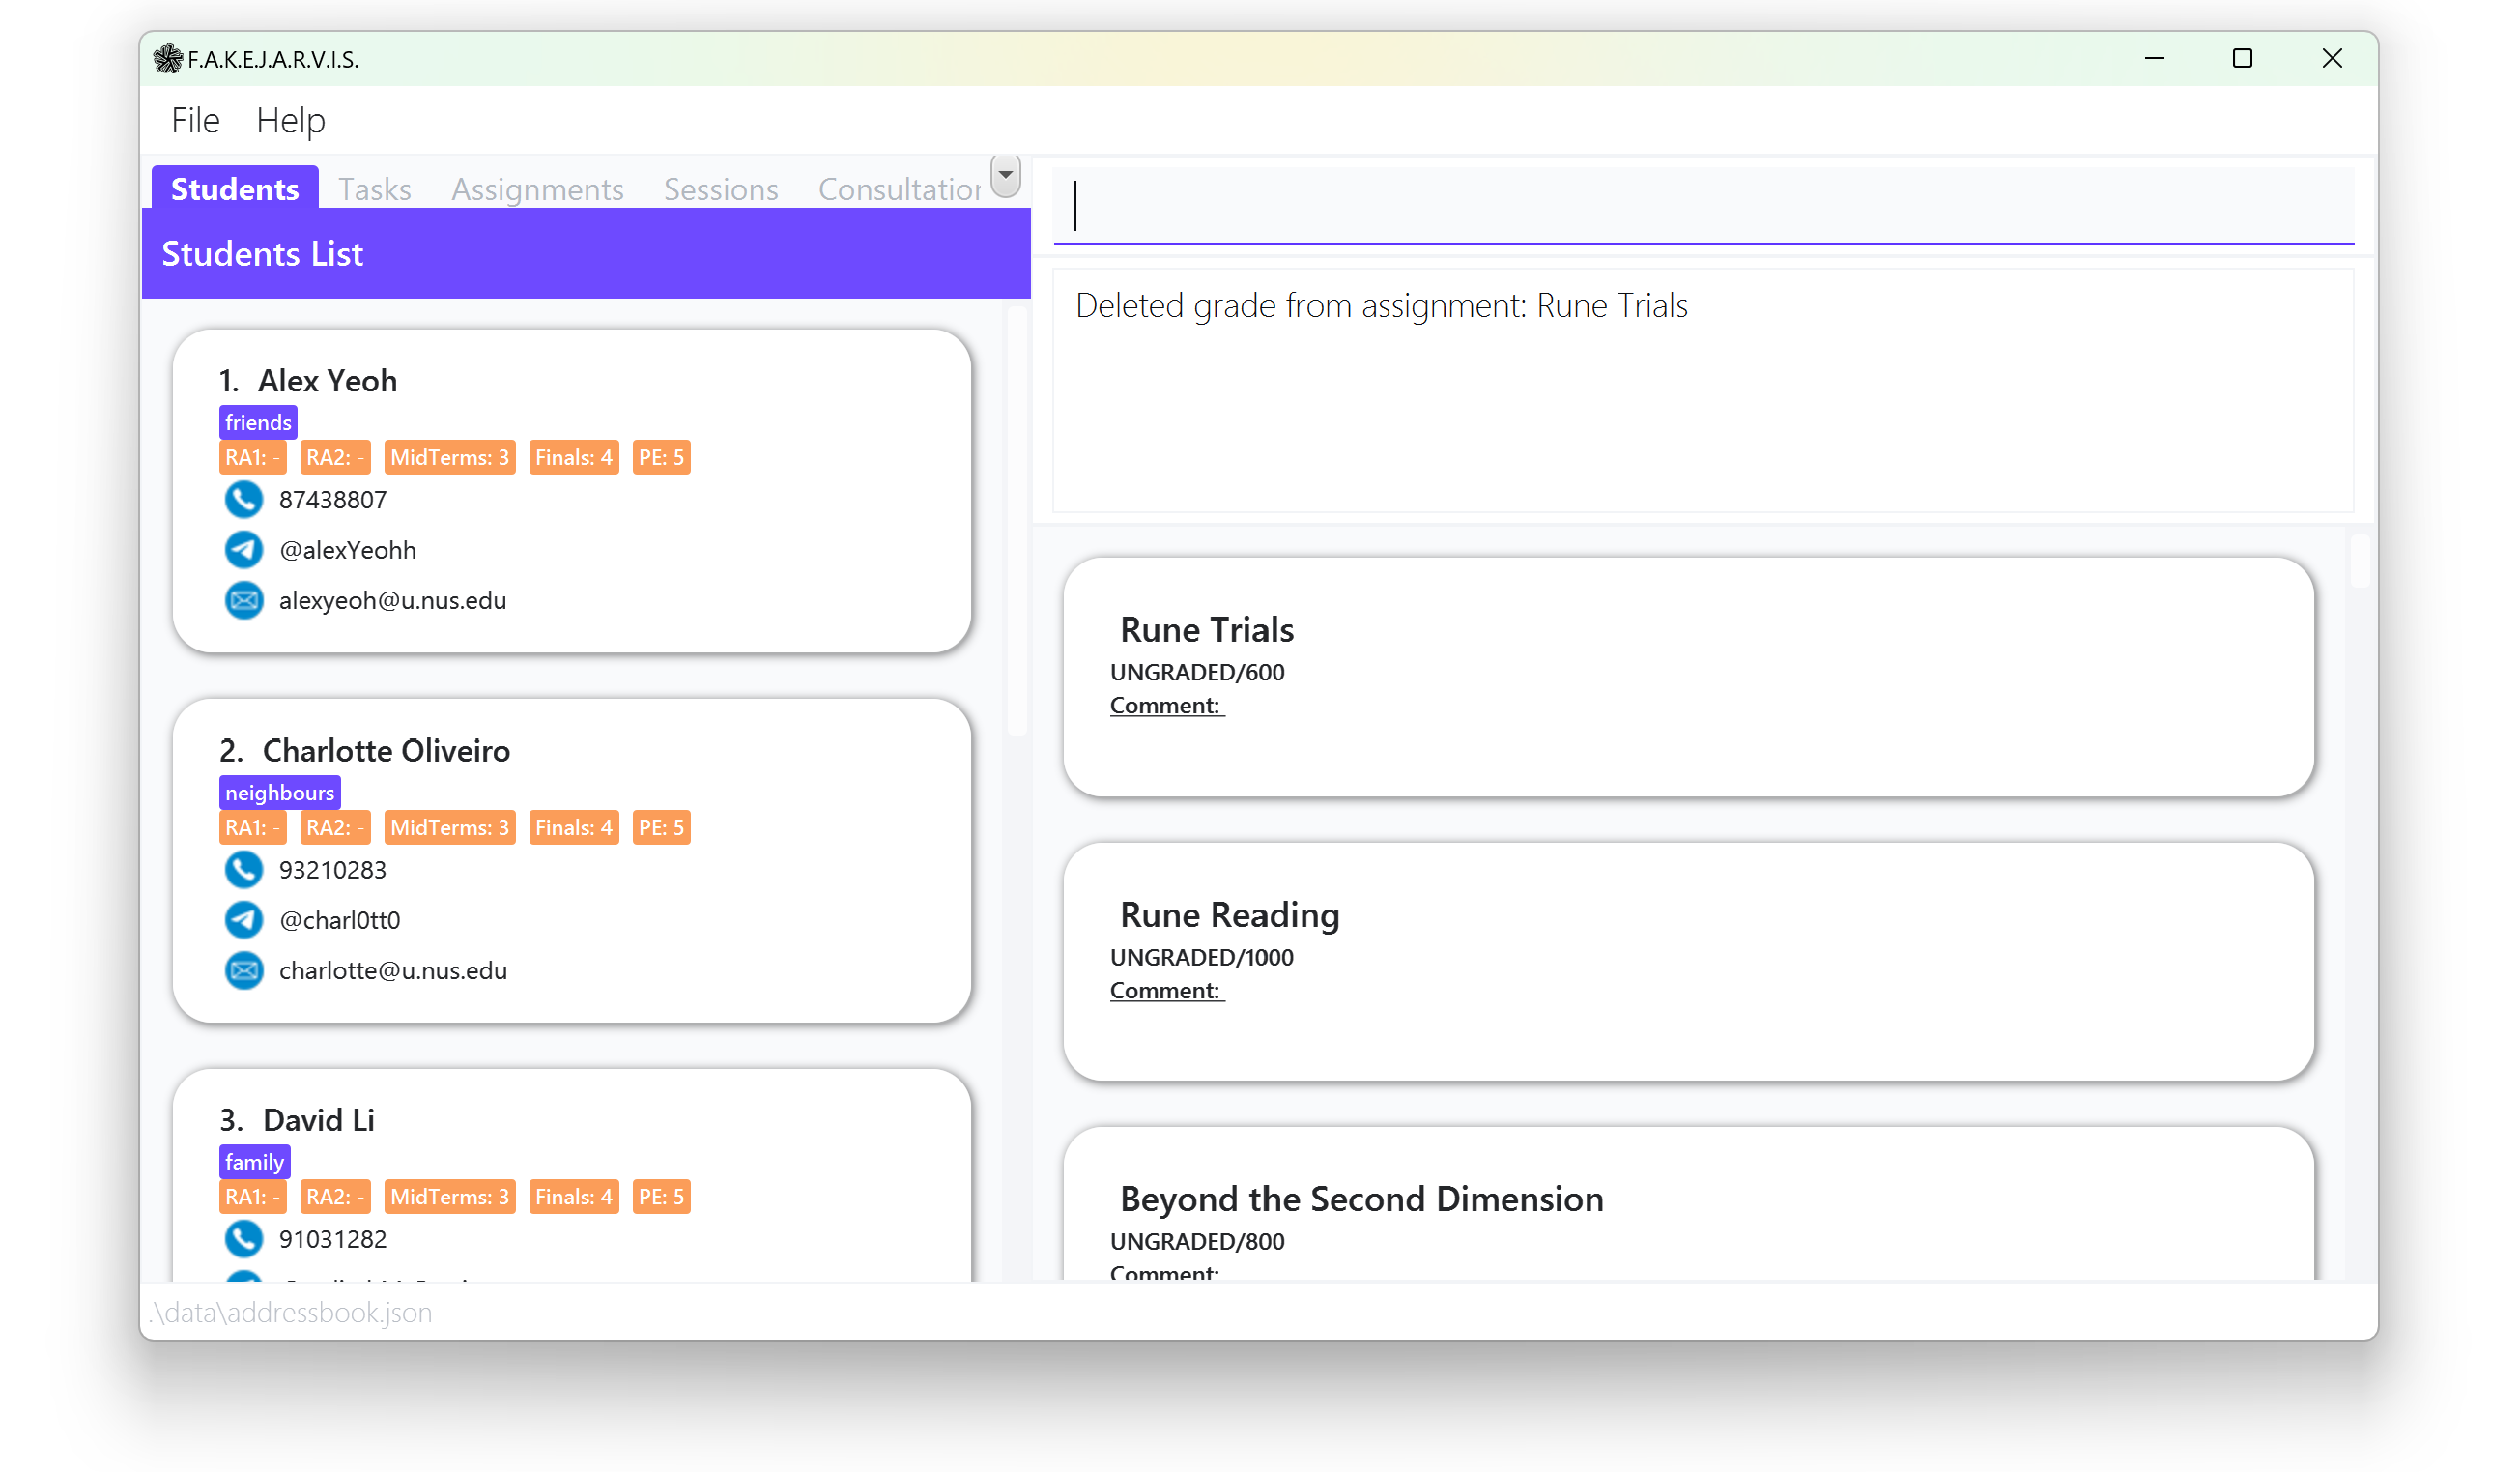 F.A.K.E.J.A.R.V.I.S.
File Help
Students Tasks Assignments Sessions
Students List
1. Alex Yeoh
friends
RA1: - RA2: - MidTerms: 3 Finals: 4 PE: 5
87438807
@alexYeohh
alexyeoh@u.nus.edu
2. Charlotte Oliveiro
neighbours
RA1: - RA2: - MidTerms: 3 Finals: 4 PE: 5
93210283
@charl0tt0
charlotte@u.nus.edu
3. David Li
family
RA1: - RA2: - MidTerms: 3 Finals: 4 PE: 5
91031282
Deleted grade from assignment: Rune Trials
Rune Trials
UNGRADED/600
Comment:
Rune Reading
UNGRADED/1000
Comment:
Beyond the Second Dimension
UNGRADED/800
Comment:
.\data\addressbook.json